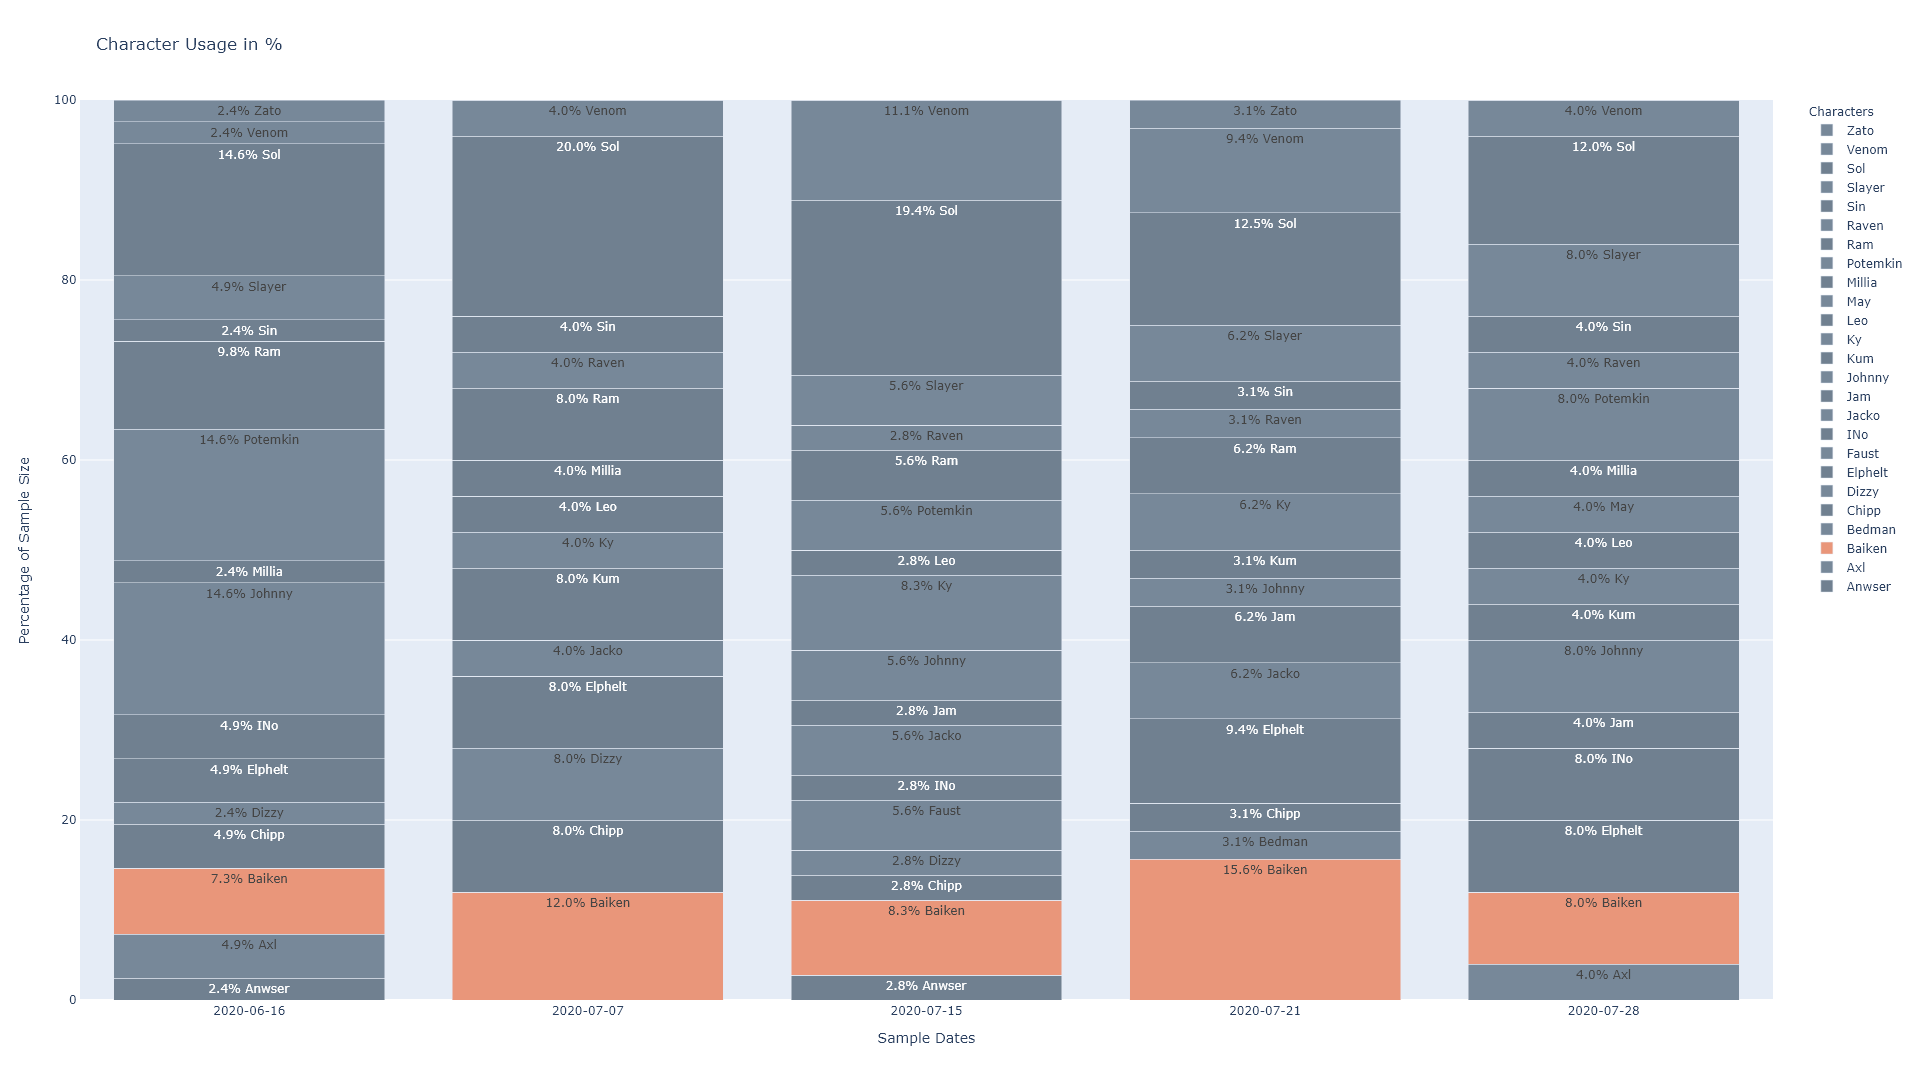 Character Usage in %
Percentage of Sample Size
100
80
60
40
20
0
2.4% Zato
2.4% Venom
14.6% Sol
4.9% Slayer
2.4% Sin
9.8% Ram
14.6% Potemkin
2.4% Millia
14.6% Johnny
4.9% INo
4.9% Elphelt
2.4% Dizzy
4.9% Chipp
7.3% Baiken
4.9% Axl
2.4% Anwser
2020-06-16
4.0% Venom
20.0% Sol
4.0% Sin
4.0% Raven
8.0% Ram
4.0% Millia
4.0% Leo
4.0% Ky
8.0% Kum
4.0% Jacko
8.0% Elphelt
8.0% Dizzy
8.0% Chipp
12.0% Baiken
2020-07-07
11.1% Venom
19.4% Sol
5.6% Slayer
2.8% Raven
5.6% Ram
5.6% Potemkin
2.8% Leo
8.3% Ky
5.6% Johnny
2.8% Jam
5.6% Jacko
2.8% INo
5.6% Faust
2.8% Dizzy
2.8% Chipp
8.3% Baiken
2.8% Anwser
2020-07-15
3.1% Zato
9.4% Venom
12.5% Sol
6.2% Slayer
3.1% Sin
3.1% Raven
6.2% Ram
6.2% Ky
3.1% Kum
3.1% Johnny
6.2% Jam
6.2% Jacko
9.4% Elphelt
3.1% Chipp
3.1% Bedman
15.6% Baiken
2020-07-21
4.0% Venom
12.0% Sol
8.0% Slayer
4.0% Sin
4.0% Raven
8.0% Potemkin
4.0% Millia
4.0% May
4.0% Leo
4.0% Ky
4.0% Kum
8.0% Johnny
4.0% Jam
8.0% INo
8.0% Elphelt
8.0% Baiken
4.0% Axl
2020-07-28
Sample Dates
Characters
Zato
Venom
Sol
Slayer
Sin
Raven
Ram
Potemkin
Millia
May
Leo
Ky
Kum
Johnny
Jam
Jacko
INo
Faust
Elphelt
Dizzy
Chipp
Bedman
Baiken
Axl
Anwser